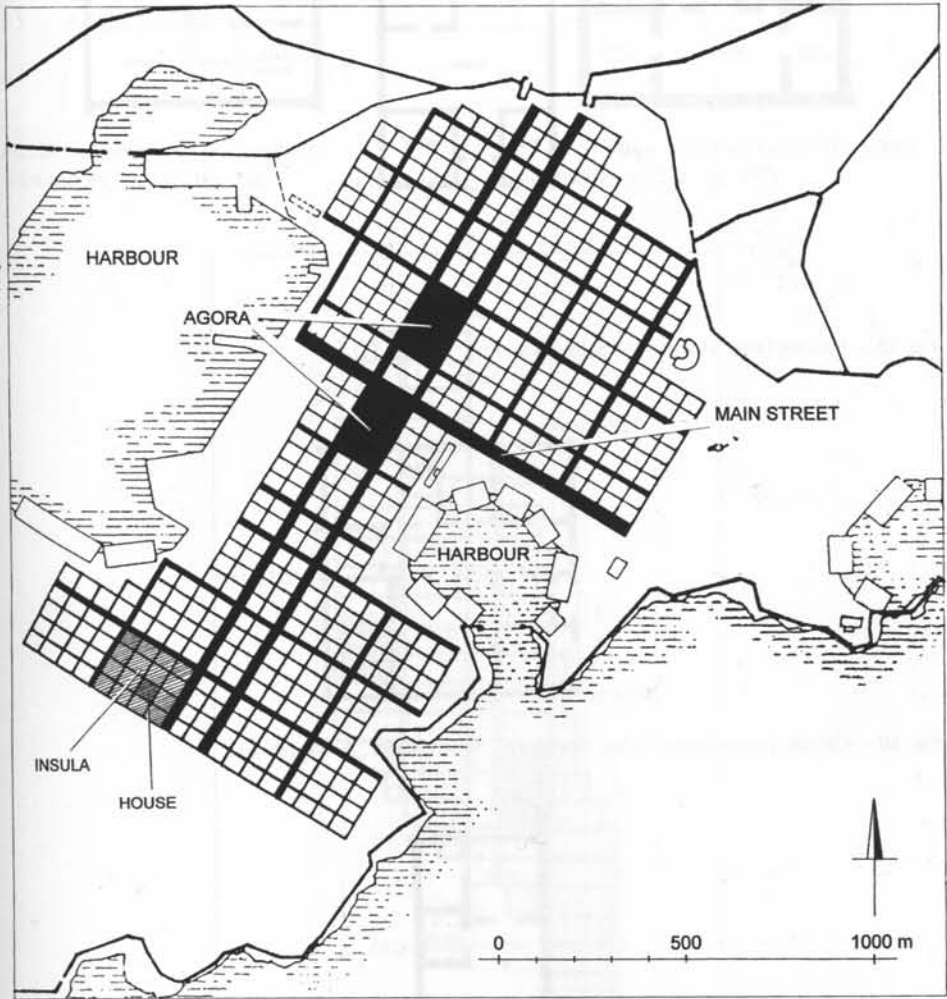 HARBOUR
AGORA
MAIN STREET
HARBOUR
INSULA
HOUSE
0 500 1000 m